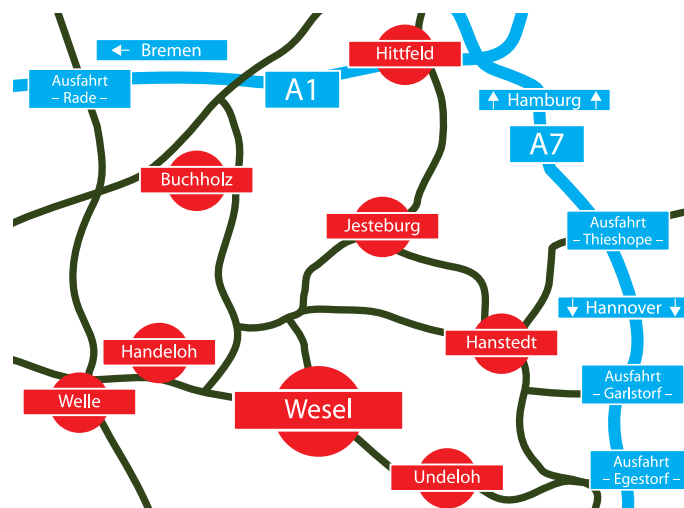 ← Bremen
Hittfeld
Ausfahrt
– Rade –
A1
↑ Hamburg ↑
A7
Buchholz
Jesteburg
Ausfahrt
– Thieshope –
↓ Hannover ↓
Handeloh
Hanstedt
Ausfahrt
– Garlstorf –
Welle
Wesel
Undeloh
Ausfahrt
– Egestorf –